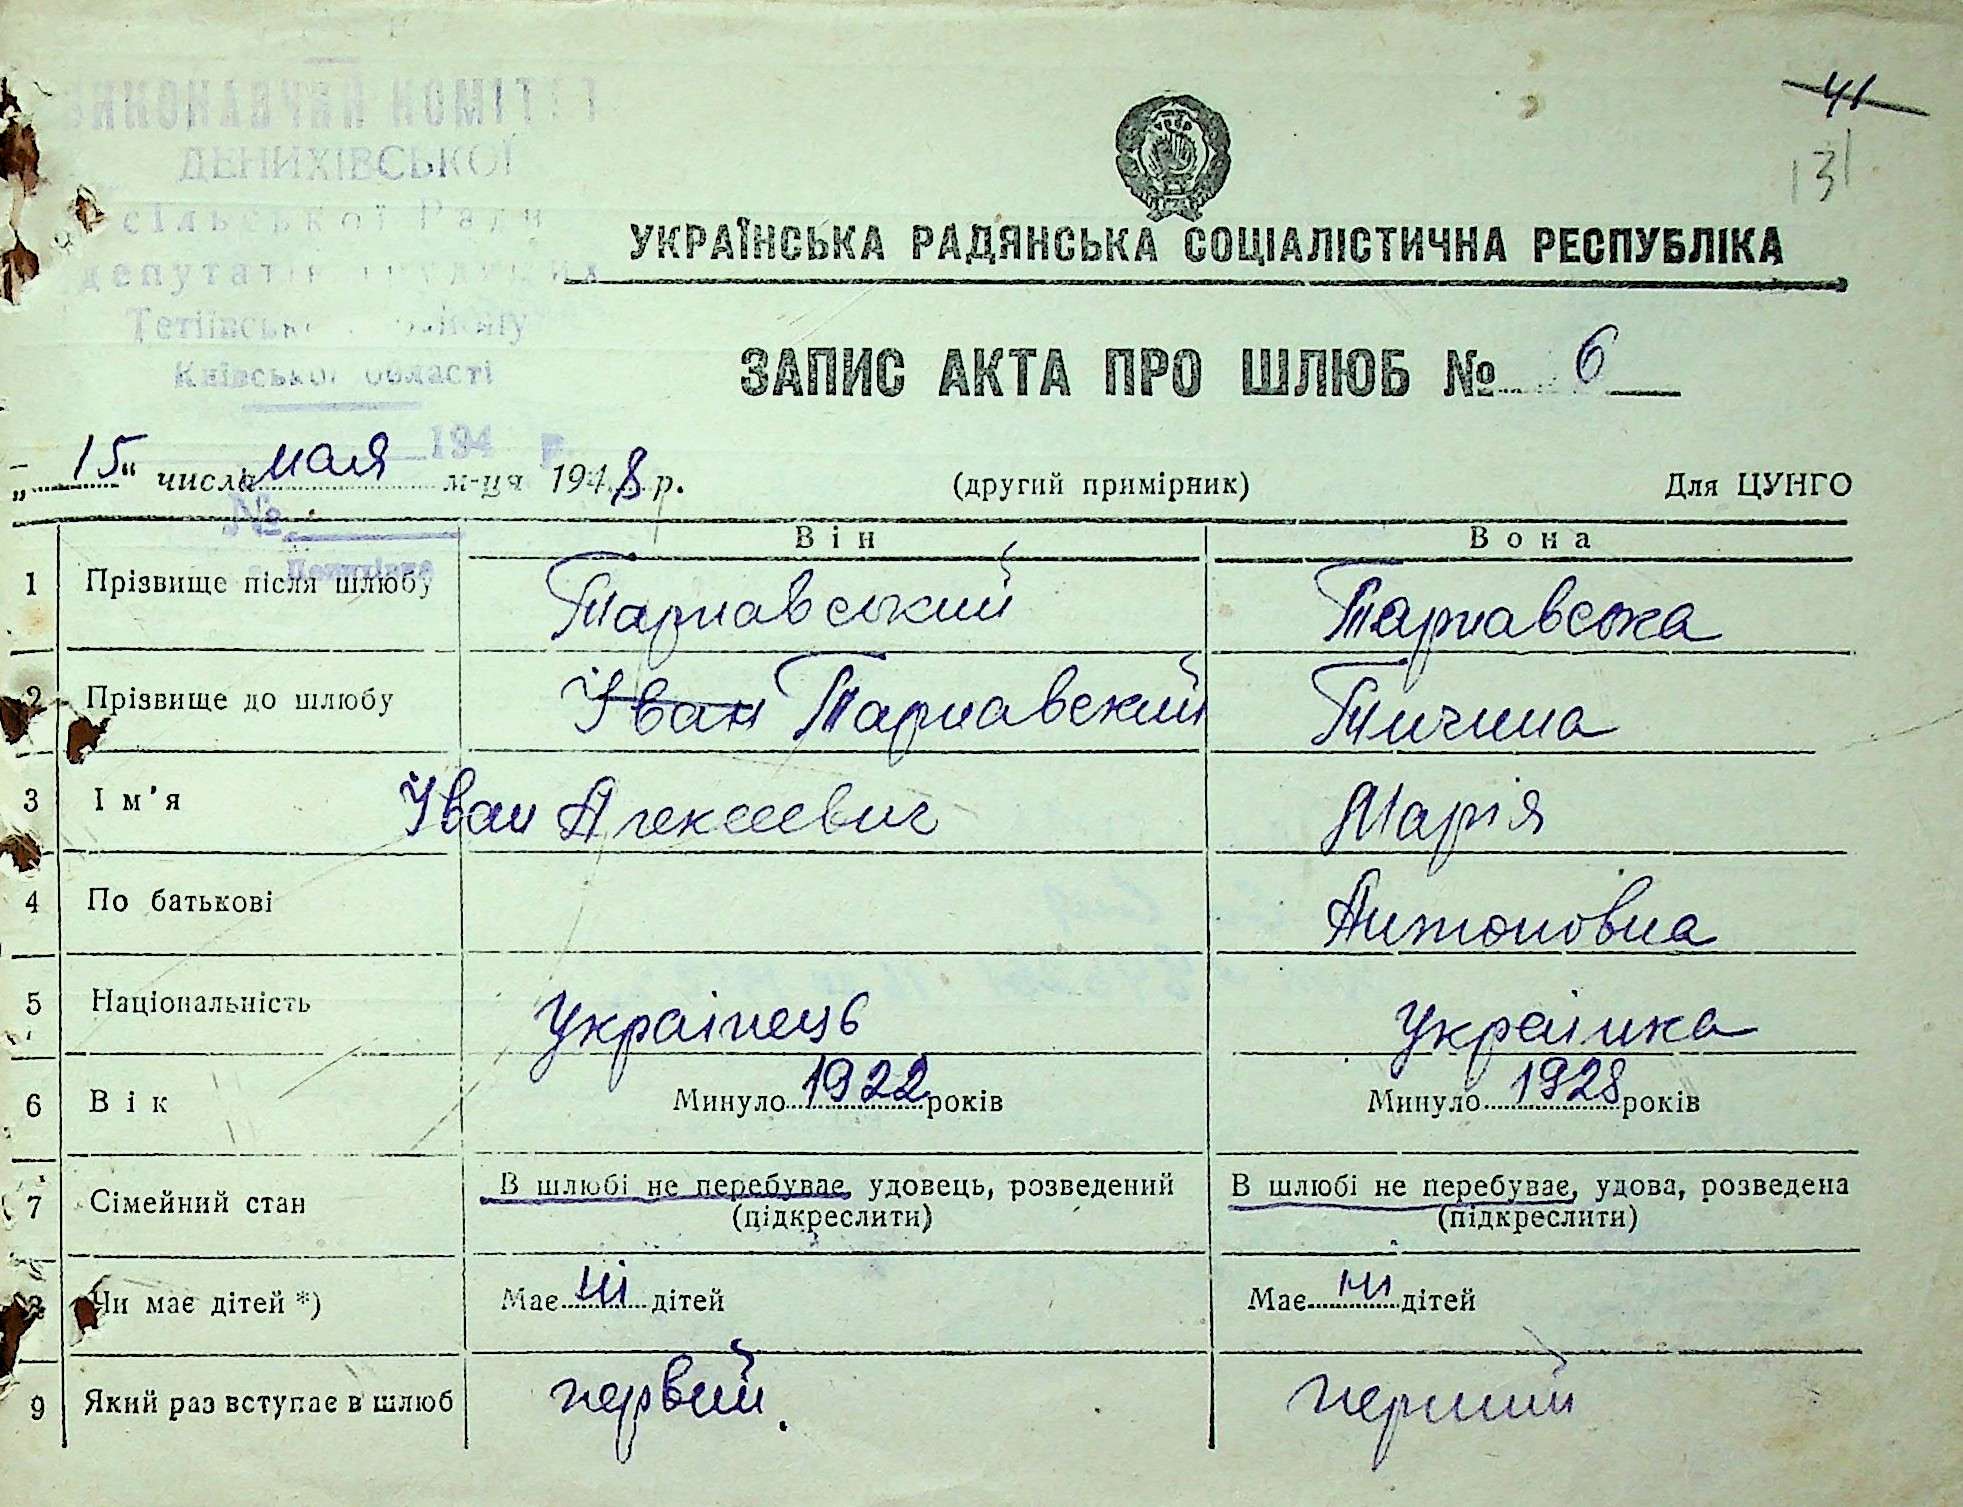 ВИКОНАВЧИЙ КОМІТЕТ
ДЕНИХІВСЬКОЇ
сільської Ради
депутатів трудящих
Тетіївського району
Київської області
194 р.
№
41
131
УКРАЇНСЬКА РАДЯНСЬКА СОЦІАЛІСТИЧНА РЕСПУБЛІКА
ЗАПИС АКТА ПРО ШЛЮБ № 6
„15“ числа мая м-ця 1948 р. (другий примірник) Для ЦУНГО
Він Вона
1 Прізвище після шлюбу Тарнавський Тарнавська
2 Прізвище до шлюбу Іван Тарнавский Тичина
3 Ім'я Іван Алексеевич Марія
4 По батькові Антоновна
5 Національність Українець Українка
6 Вік Минуло 1922 років Минуло 1928 років
7 Сімейний стан В шлюбі не перебуває, удовець, розведений В шлюбі не перебуває, удова, розведена
(підкреслити) (підкреслити)
8 Чи має дітей *) Має ні дітей Має ні дітей
9 Який раз вступає в шлюб первий. перший